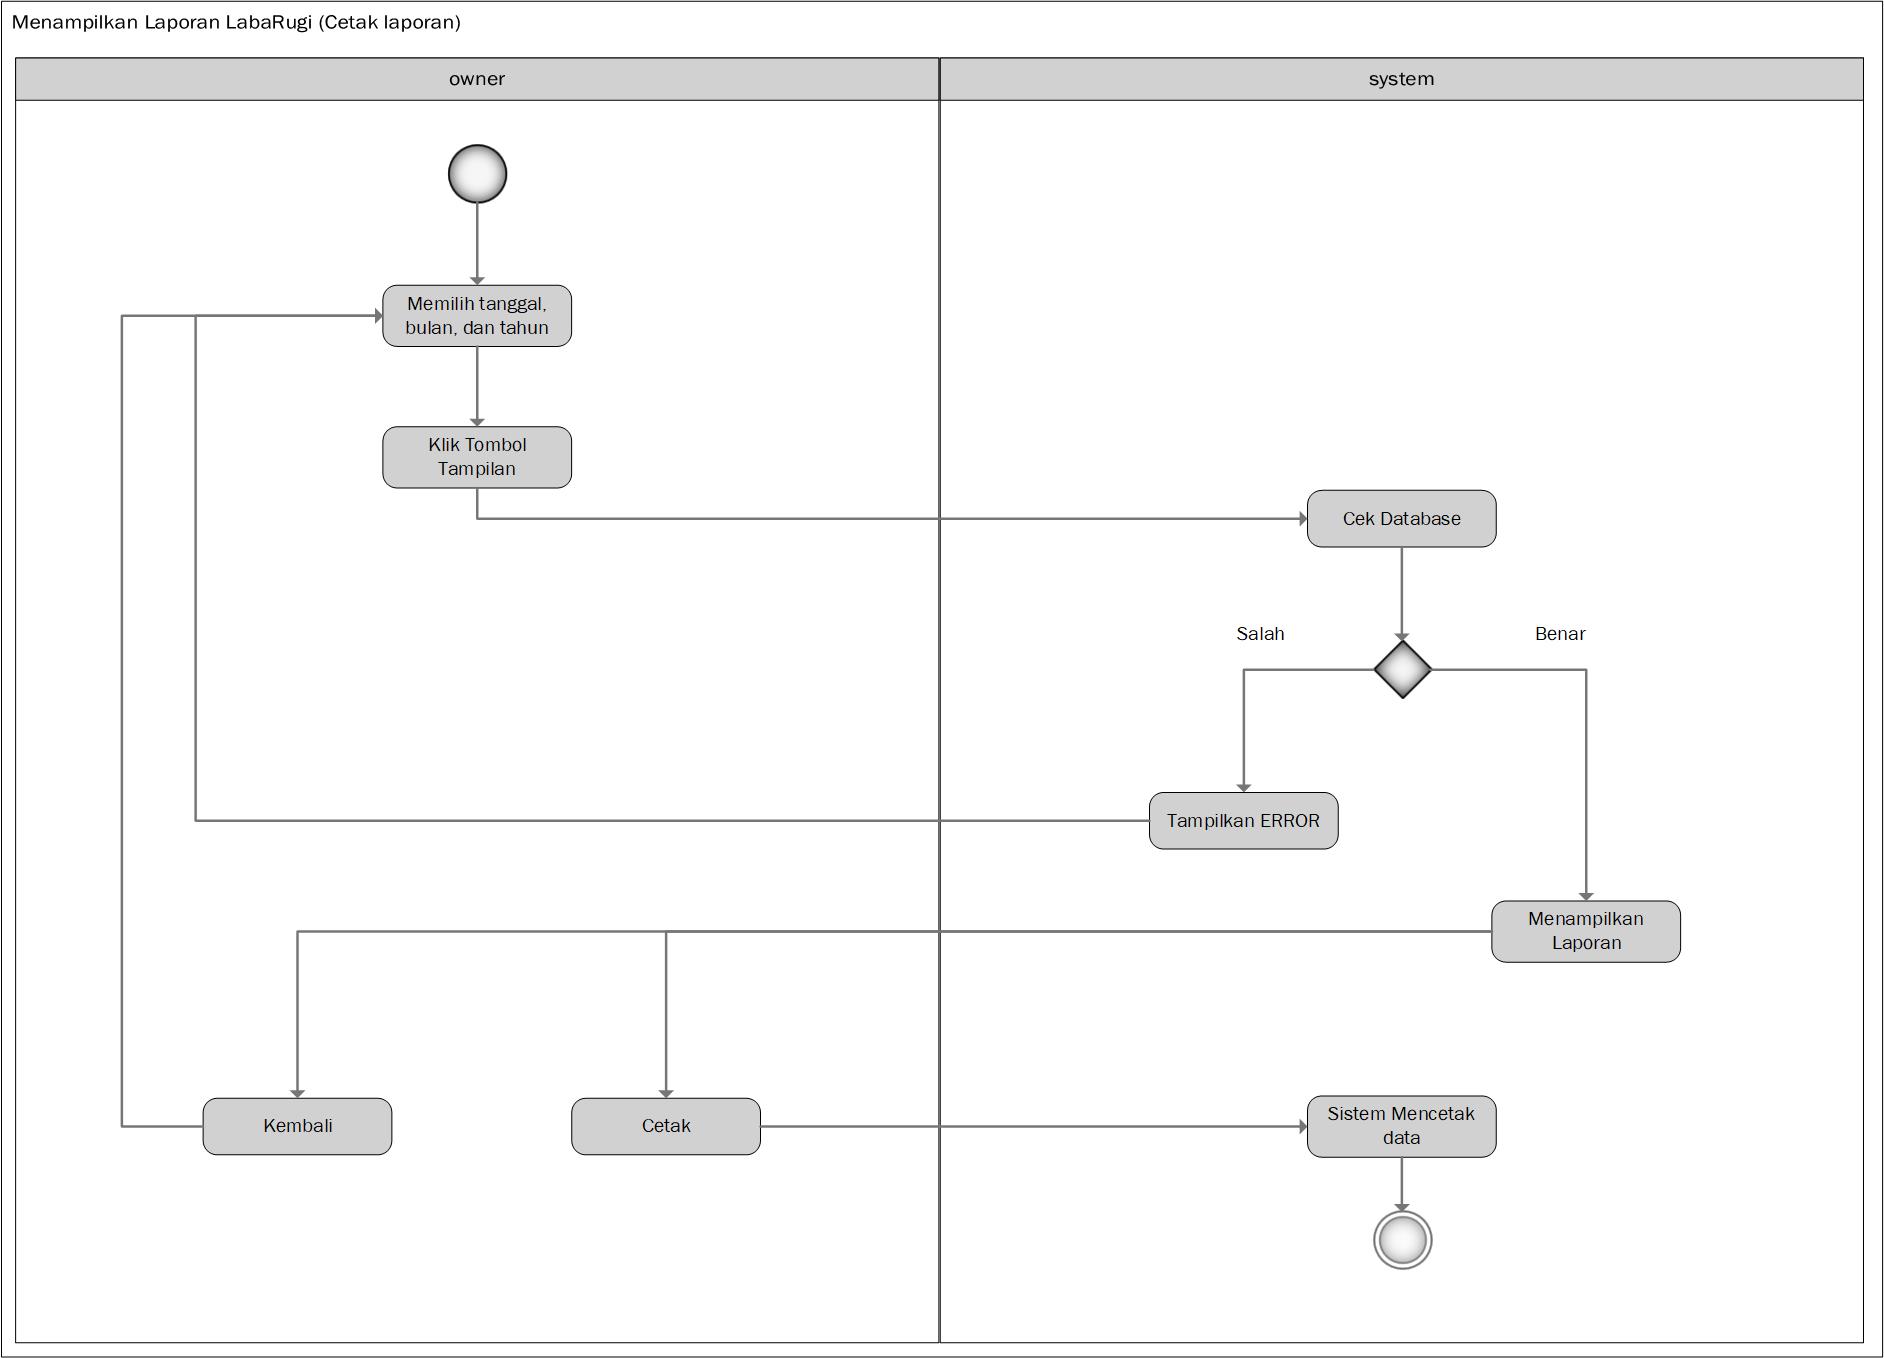 Menampilkan Laporan LabaRugi (Cetak laporan)
owner
system
Memilih tanggal,
bulan, dan tahun
Klik Tombol
Tampilan
Cek Database
Salah
Benar
Tampilkan ERROR
Menampilkan
Laporan
Kembali
Cetak
Sistem Mencetak
data